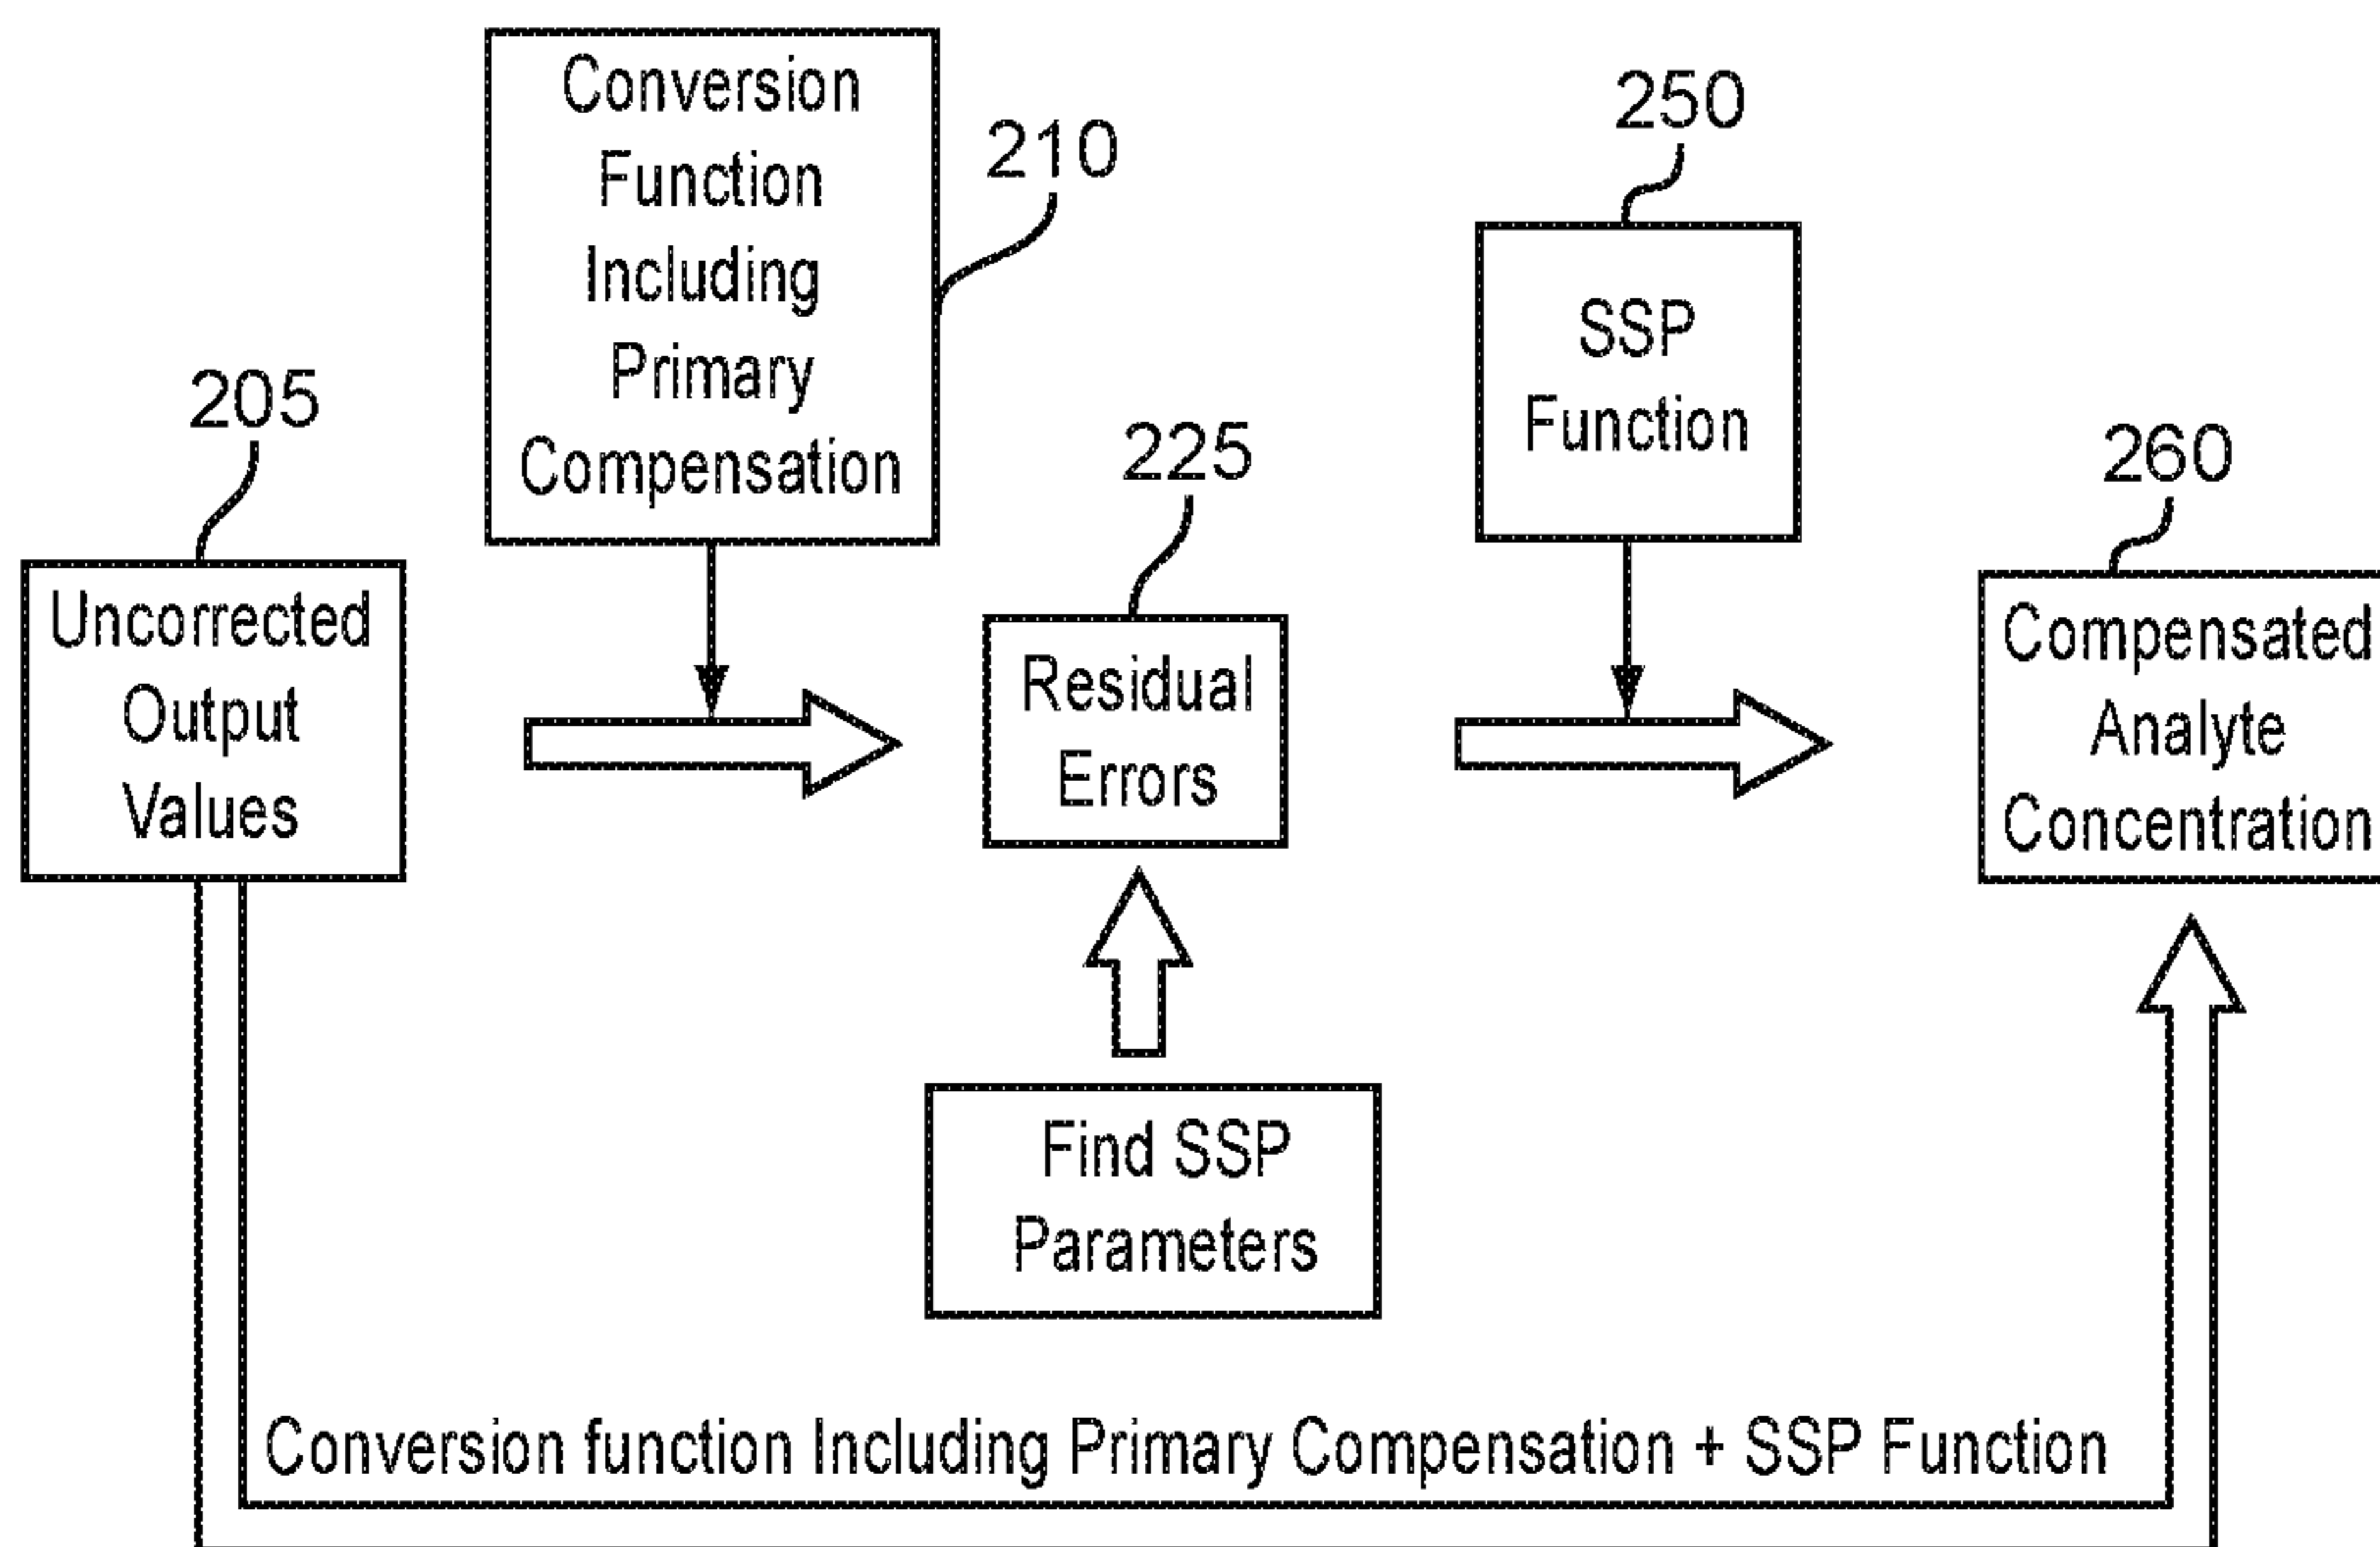 Conversion
Function
Including
Primary
Compensation
210
250
SSP
Function
205
225
260
Uncorrected
Output
Values
Residual
Errors
Compensated
Analyte
Concentration
Find SSP
Parameters
Conversion function Including Primary Compensation + SSP Function